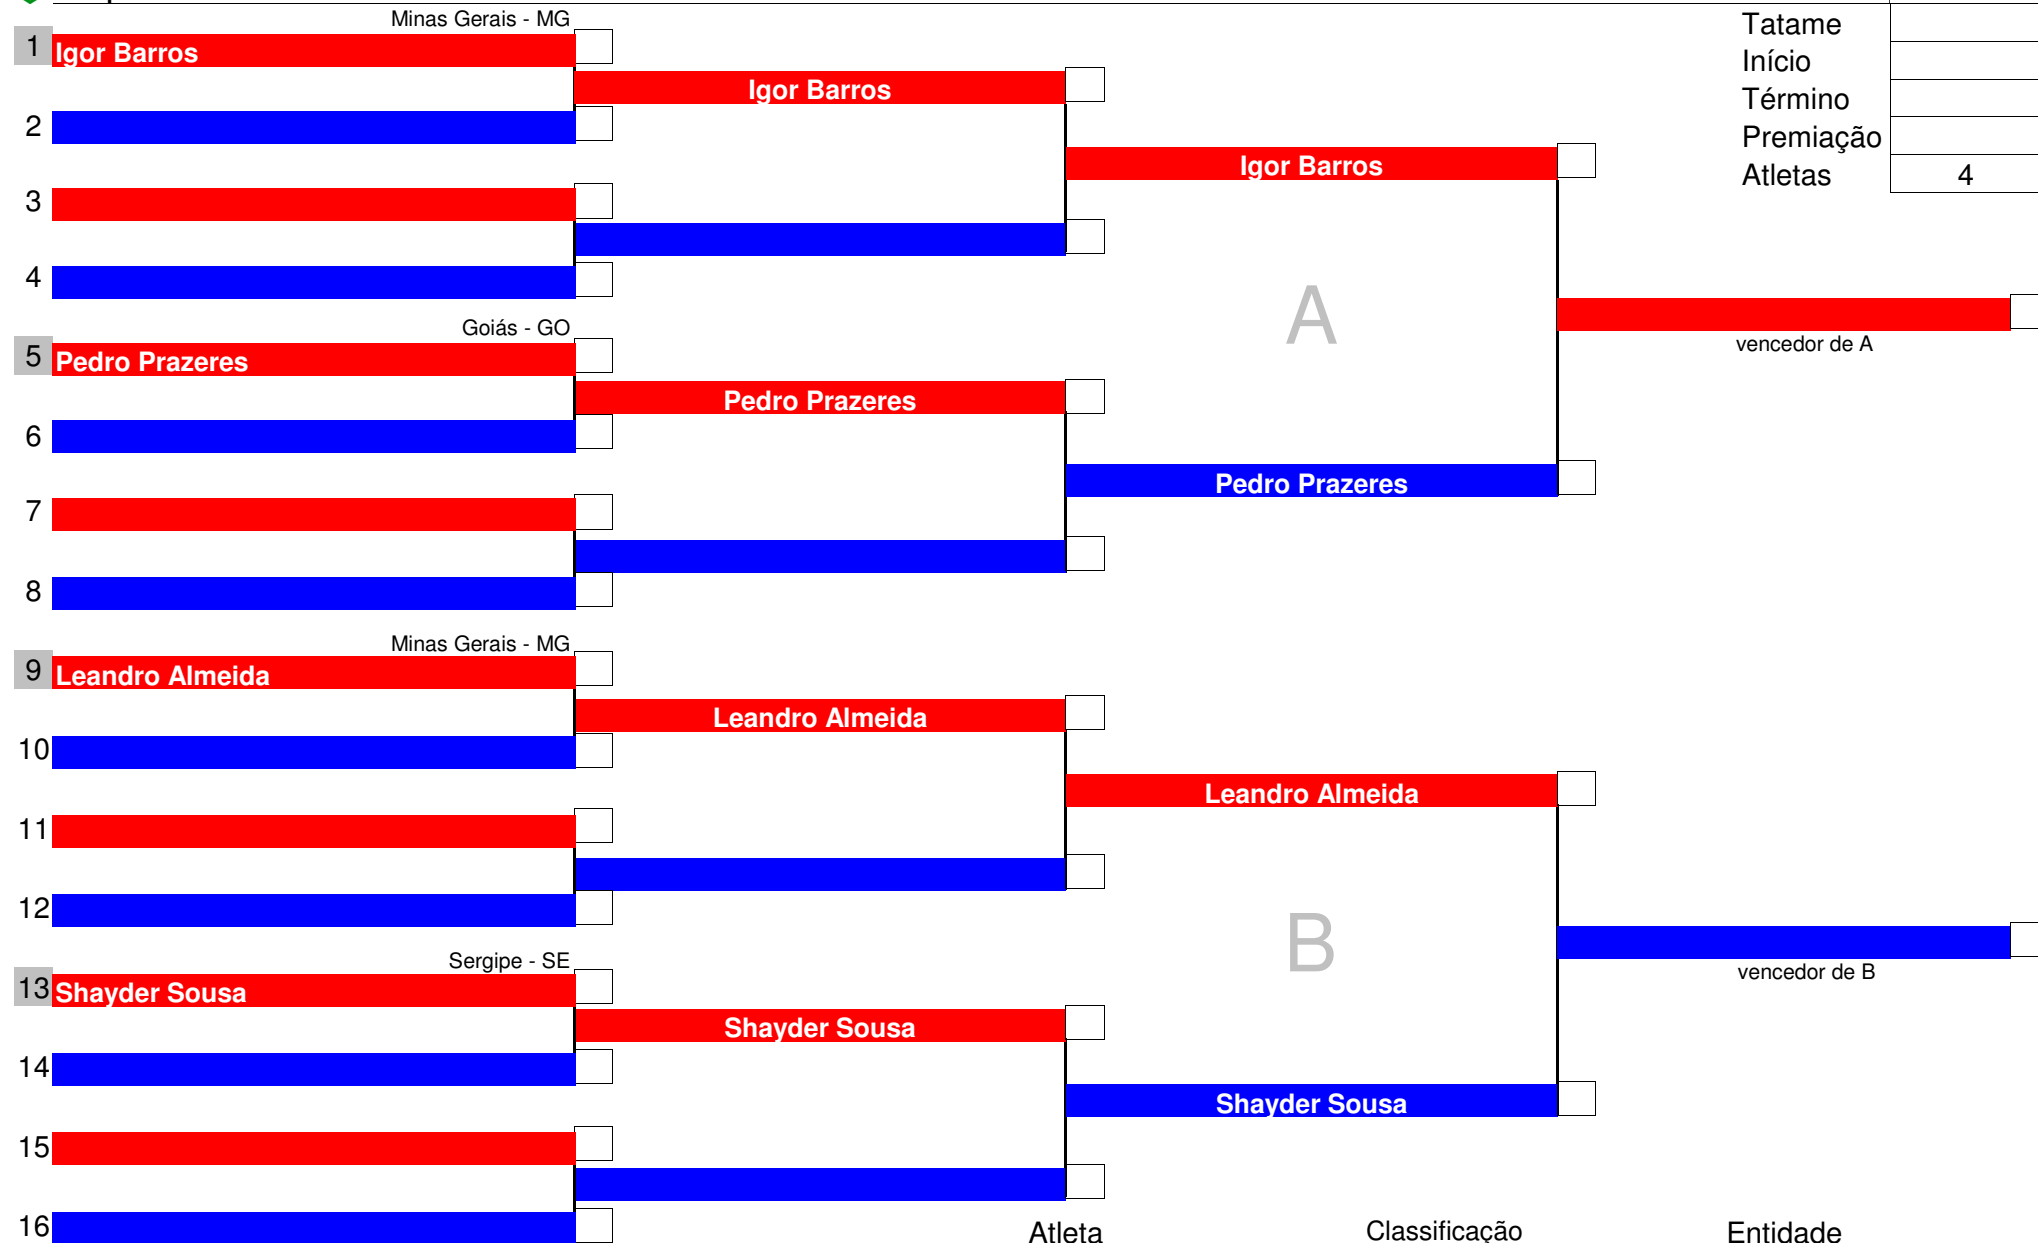 Minas Gerais - MG
Tatame
1 Igor Barros
Igor Barros
Início
Término
2
Premiação
Igor Barros
Atletas 4
3
4
A
Goiás - GO
vencedor de A
5 Pedro Prazeres
Pedro Prazeres
6
Pedro Prazeres
7
8
Minas Gerais - MG
9 Leandro Almeida
Leandro Almeida
10
Leandro Almeida
11
12
B
Sergipe - SE
vencedor de B
13 Shayder Sousa
Shayder Sousa
14
Shayder Sousa
15
16
Atleta Classificação Entidade